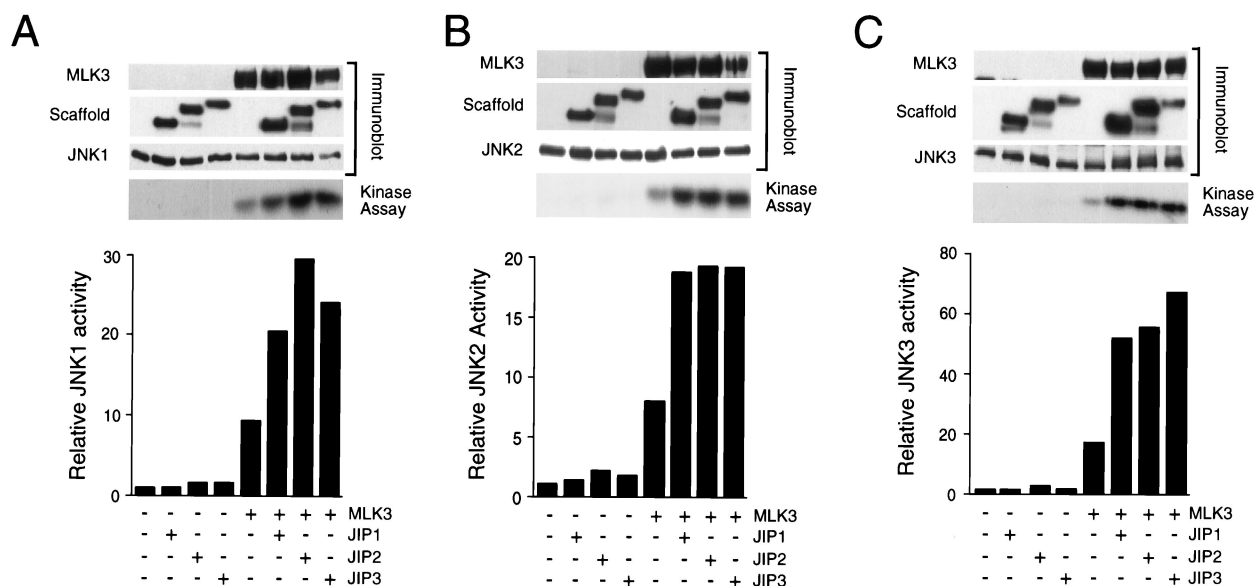 A
MLK3
Scaffold
JNK1
Immunoblot
Kinase
Assay
Relative JNK1 activity
30
20
10
0
- - - - + + + + MLK3
- + - - - + - - JIP1
- - + - - - + - JIP2
- - - + - - - + JIP3
B
MLK3
Scaffold
JNK2
Immunoblot
Kinase
Assay
Relative JNK2 Activity
20
15
10
5
0
- - - - + + + + MLK3
- + - - - + - - JIP1
- - + - - - + - JIP2
- - - + - - - + JIP3
C
MLK3
Scaffold
JNK3
Immunoblot
Kinase
Assay
Relative JNK3 activity
80
60
40
20
0
- - - - + + + + MLK3
- + - - - + - - JIP1
- - + - - - + - JIP2
- - - + - - - + JIP3